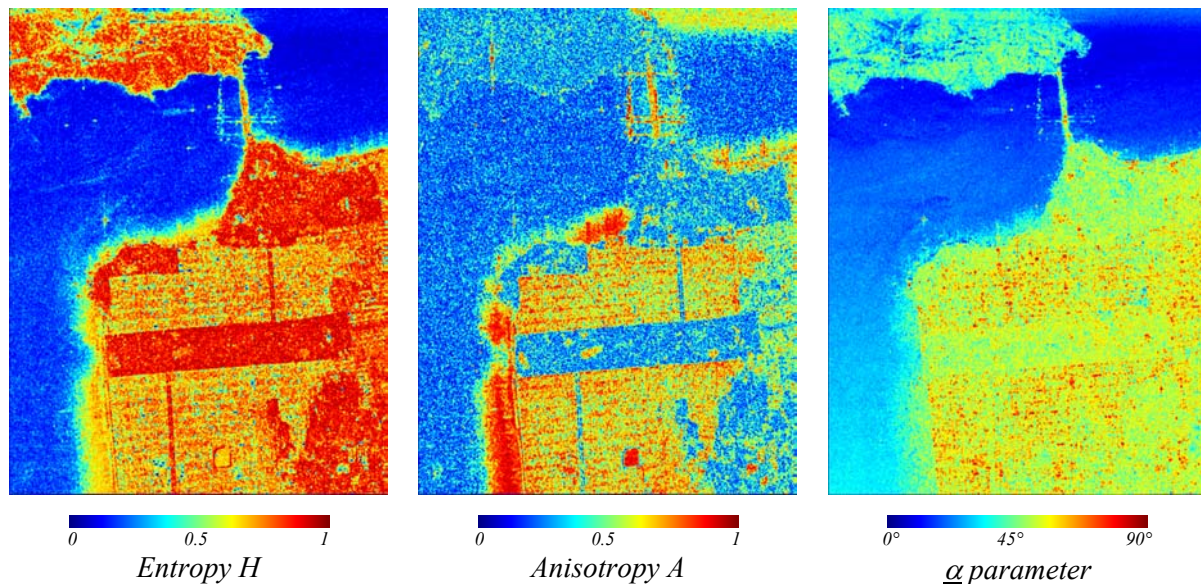 0 0.5 1
Entropy H
0 0.5 1
Anisotropy A
0° 45° 90°
α parameter